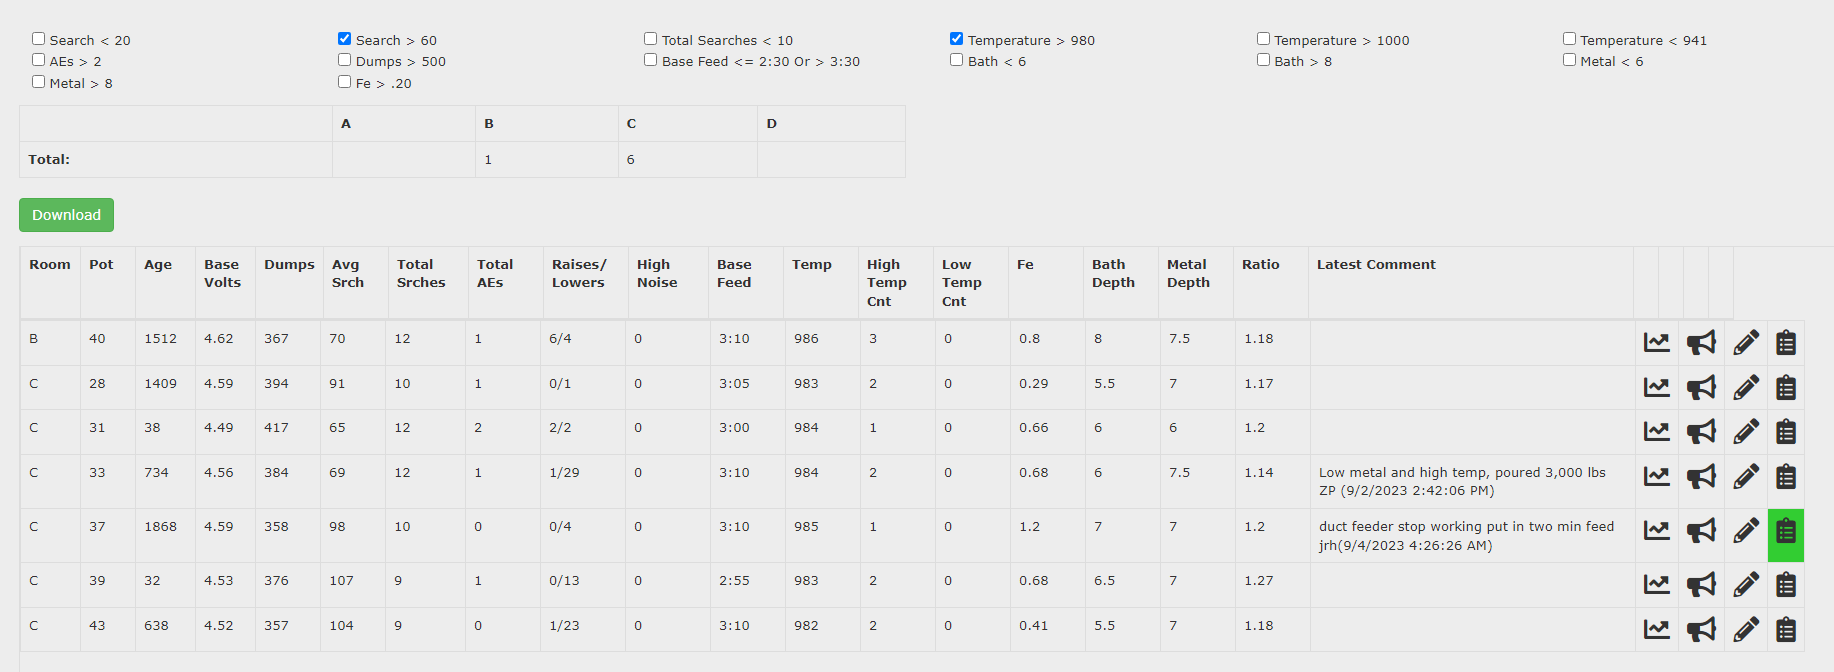 Search < 20 Search > 60 Total Searches < 10 Temperature > 980 Temperature > 1000 Temperature < 941
AEs > 2 Dumps > 500 Base Feed <= 2:30 Or > 3:30 Bath < 6 Bath > 8 Metal < 6
Metal > 8 Fe > .20
A B C D
Total: 1 6
Download
Room Pot Age Base Volts Dumps Avg Srch Total Srches Total AEs Raises/ Lowers High Noise Base Feed Temp High Temp Cnt Low Temp Cnt Fe Bath Depth Metal Depth Ratio Latest Comment
B 40 1512 4.62 367 70 12 1 6/4 0 3:10 986 3 0 0.8 8 7.5 1.18
C 28 1409 4.59 394 91 10 1 0/1 0 3:05 983 2 0 0.29 5.5 7 1.17
C 31 38 4.49 417 65 12 2 2/2 0 3:00 984 1 0 0.66 6 6 1.2
C 33 734 4.56 384 69 12 1 1/29 0 3:10 984 2 0 0.68 6 7.5 1.14 Low metal and high temp, poured 3,000 lbs
ZP (9/2/2023 2:42:06 PM)
C 37 1868 4.59 358 98 10 0 0/4 0 3:10 985 1 0 1.2 7 7 1.2 duct feeder stop working put in two min feed
jrh(9/4/2023 4:26:26 AM)
C 39 32 4.53 376 107 9 1 0/13 0 2:55 983 2 0 0.68 6.5 7 1.27
C 43 638 4.52 357 104 9 0 1/23 0 3:10 982 2 0 0.41 5.5 7 1.18